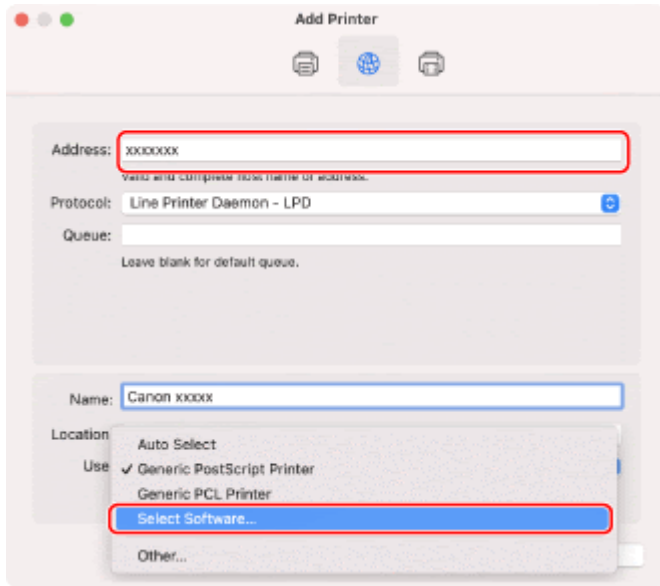 Add Printer
Address: xxxxxxx
Valid and complete host name or address.
Protocol: Line Printer Daemon - LPD
Queue:
Leave blank for default queue.
Name: Canon xxxxx
Location
Auto Select
Use ✓ Generic PostScript Printer
Generic PCL Printer
Select Software...
Other...